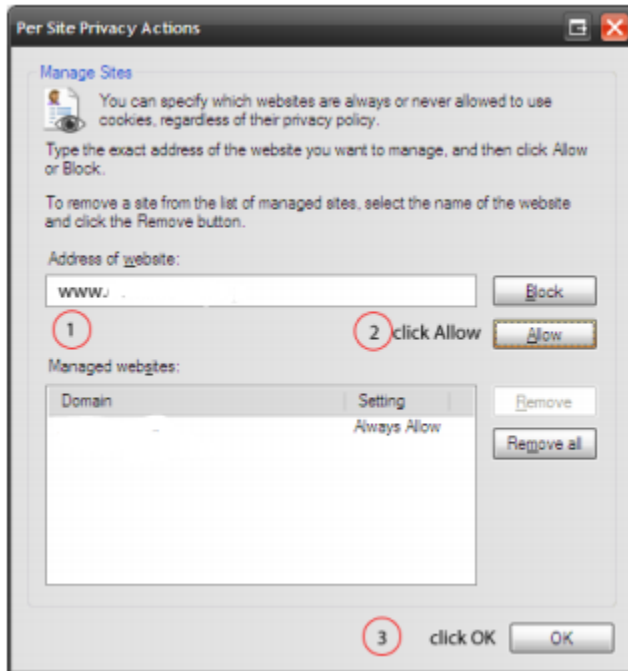 Per Site Privacy Actions
Manage Sites
You can specify which websites are always or never allowed to use
cookies, regardless of their privacy policy.
Type the exact address of the website you want to manage, and then click Allow
or Block.
To remove a site from the list of managed sites, select the name of the website
and click the Remove button.
Address of website:
www. Block
1 2 click Allow Allow
Managed websites:
Domain Setting Remove
Always Allow
Remove all
3 click OK OK